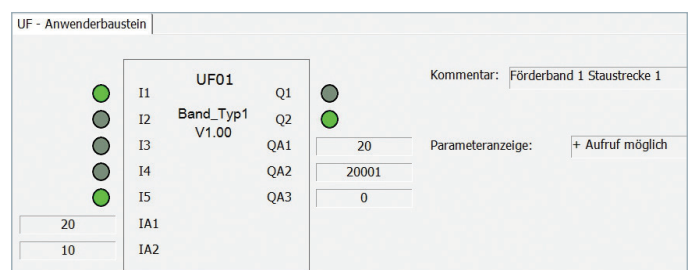 UF - Anwenderbaustein
UF01
Band_Typ1
V1.00
I1
I2
I3
I4
I5
20 IA1
10 IA2
Q1
Q2
QA1 20
QA2 20001
QA3 0
Kommentar: Förderband 1 Staustrecke 1
Parameteranzeige: + Aufruf möglich